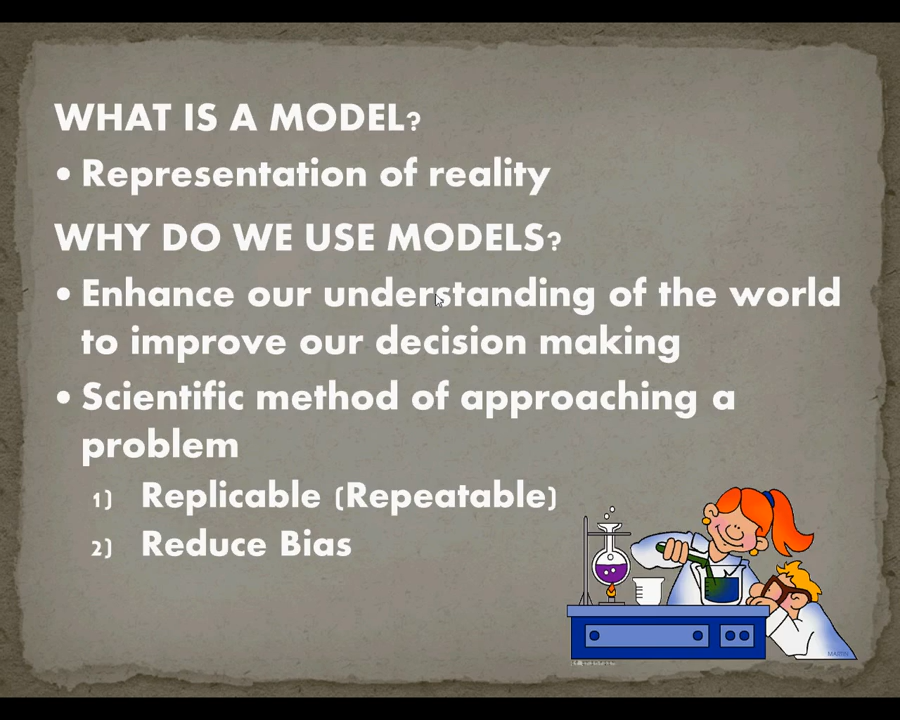 WHAT IS A MODEL?
• Representation of reality
WHY DO WE USE MODELS?
• Enhance our understanding of the world
to improve our decision making
• Scientific method of approaching a
problem
1) Replicable (Repeatable)
2) Reduce Bias
MARTIN